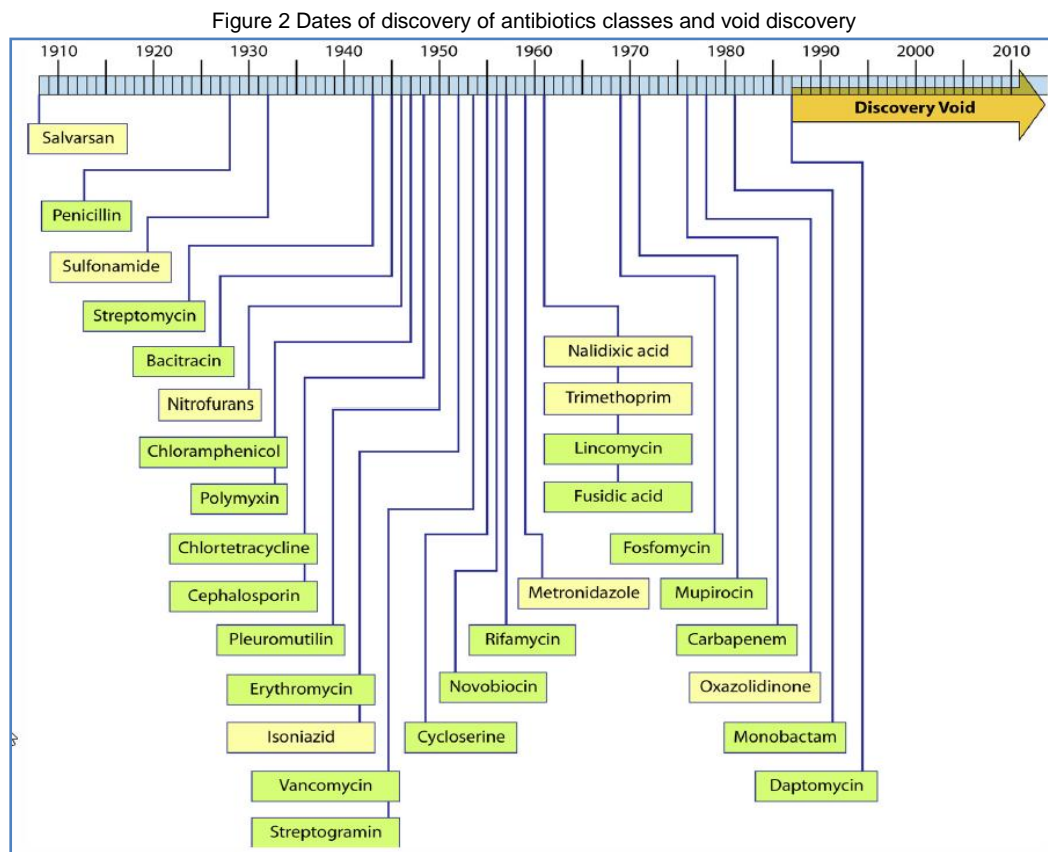 Figure 2 Dates of discovery of antibiotics classes and void discovery
1910 1920 1930 1940 1950 1960 1970 1980 1990 2000 2010
Discovery Void
Salvarsan
Penicillin
Sulfonamide
Streptomycin
Bacitracin
Nitrofurans
Chloramphenicol
Polymyxin
Chlortetracycline
Cephalosporin
Pleuromutilin
Erythromycin
Isoniazid
Vancomycin
Streptogramin
Cycloserine
Novobiocin
Rifamycin
Metronidazole
Nalidixic acid
Trimethoprim
Lincomycin
Fusidic acid
Fosfomycin
Mupirocin
Carbapenem
Oxazolidinone
Monobactam
Daptomycin